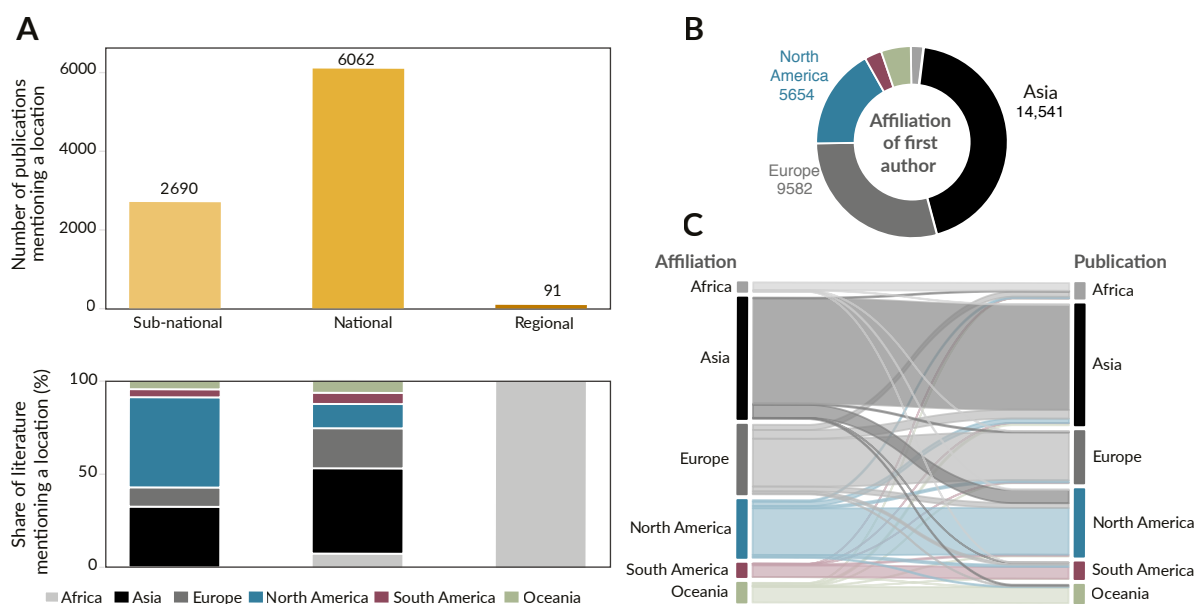 A
Number of publications
mentioning a location
6000
4000
2000
0
2690
6062
91
Sub-national
National
Regional
Share of literature
mentioning a location (%)
100
50
0
Africa Asia Europe North America South America Oceania
B
North
America
5654
Asia
14,541
Europe
9582
Affiliation
of first
author
C
Affiliation
Publication
Africa
Asia
Europe
North America
South America
Oceania
Africa
Asia
Europe
North America
South America
Oceania